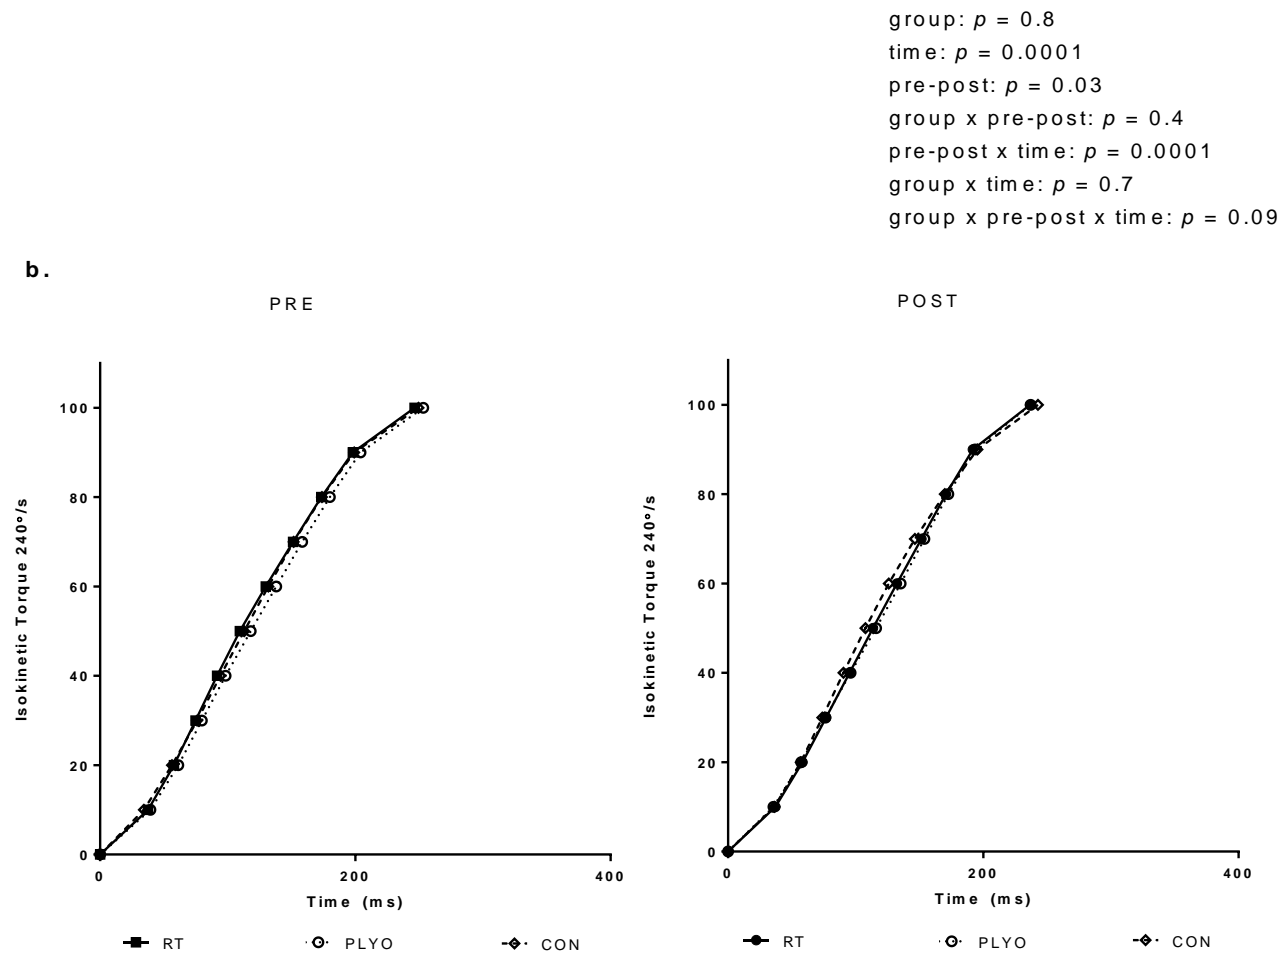 group: p = 0.8
time: p = 0.0001
pre-post: p = 0.03
group x pre-post: p = 0.4
pre-post x time: p = 0.0001
group x time: p = 0.7
group x pre-post x time: p = 0.09
b.
PRE
100
80
60
40
20
0
Isokinetic Torque 240º/s
0 200 400
Time (ms)
RT PLYO CON
POST
100
80
60
40
20
0
Isokinetic Torque 240º/s
0 200 400
Time (ms)
RT PLYO CON